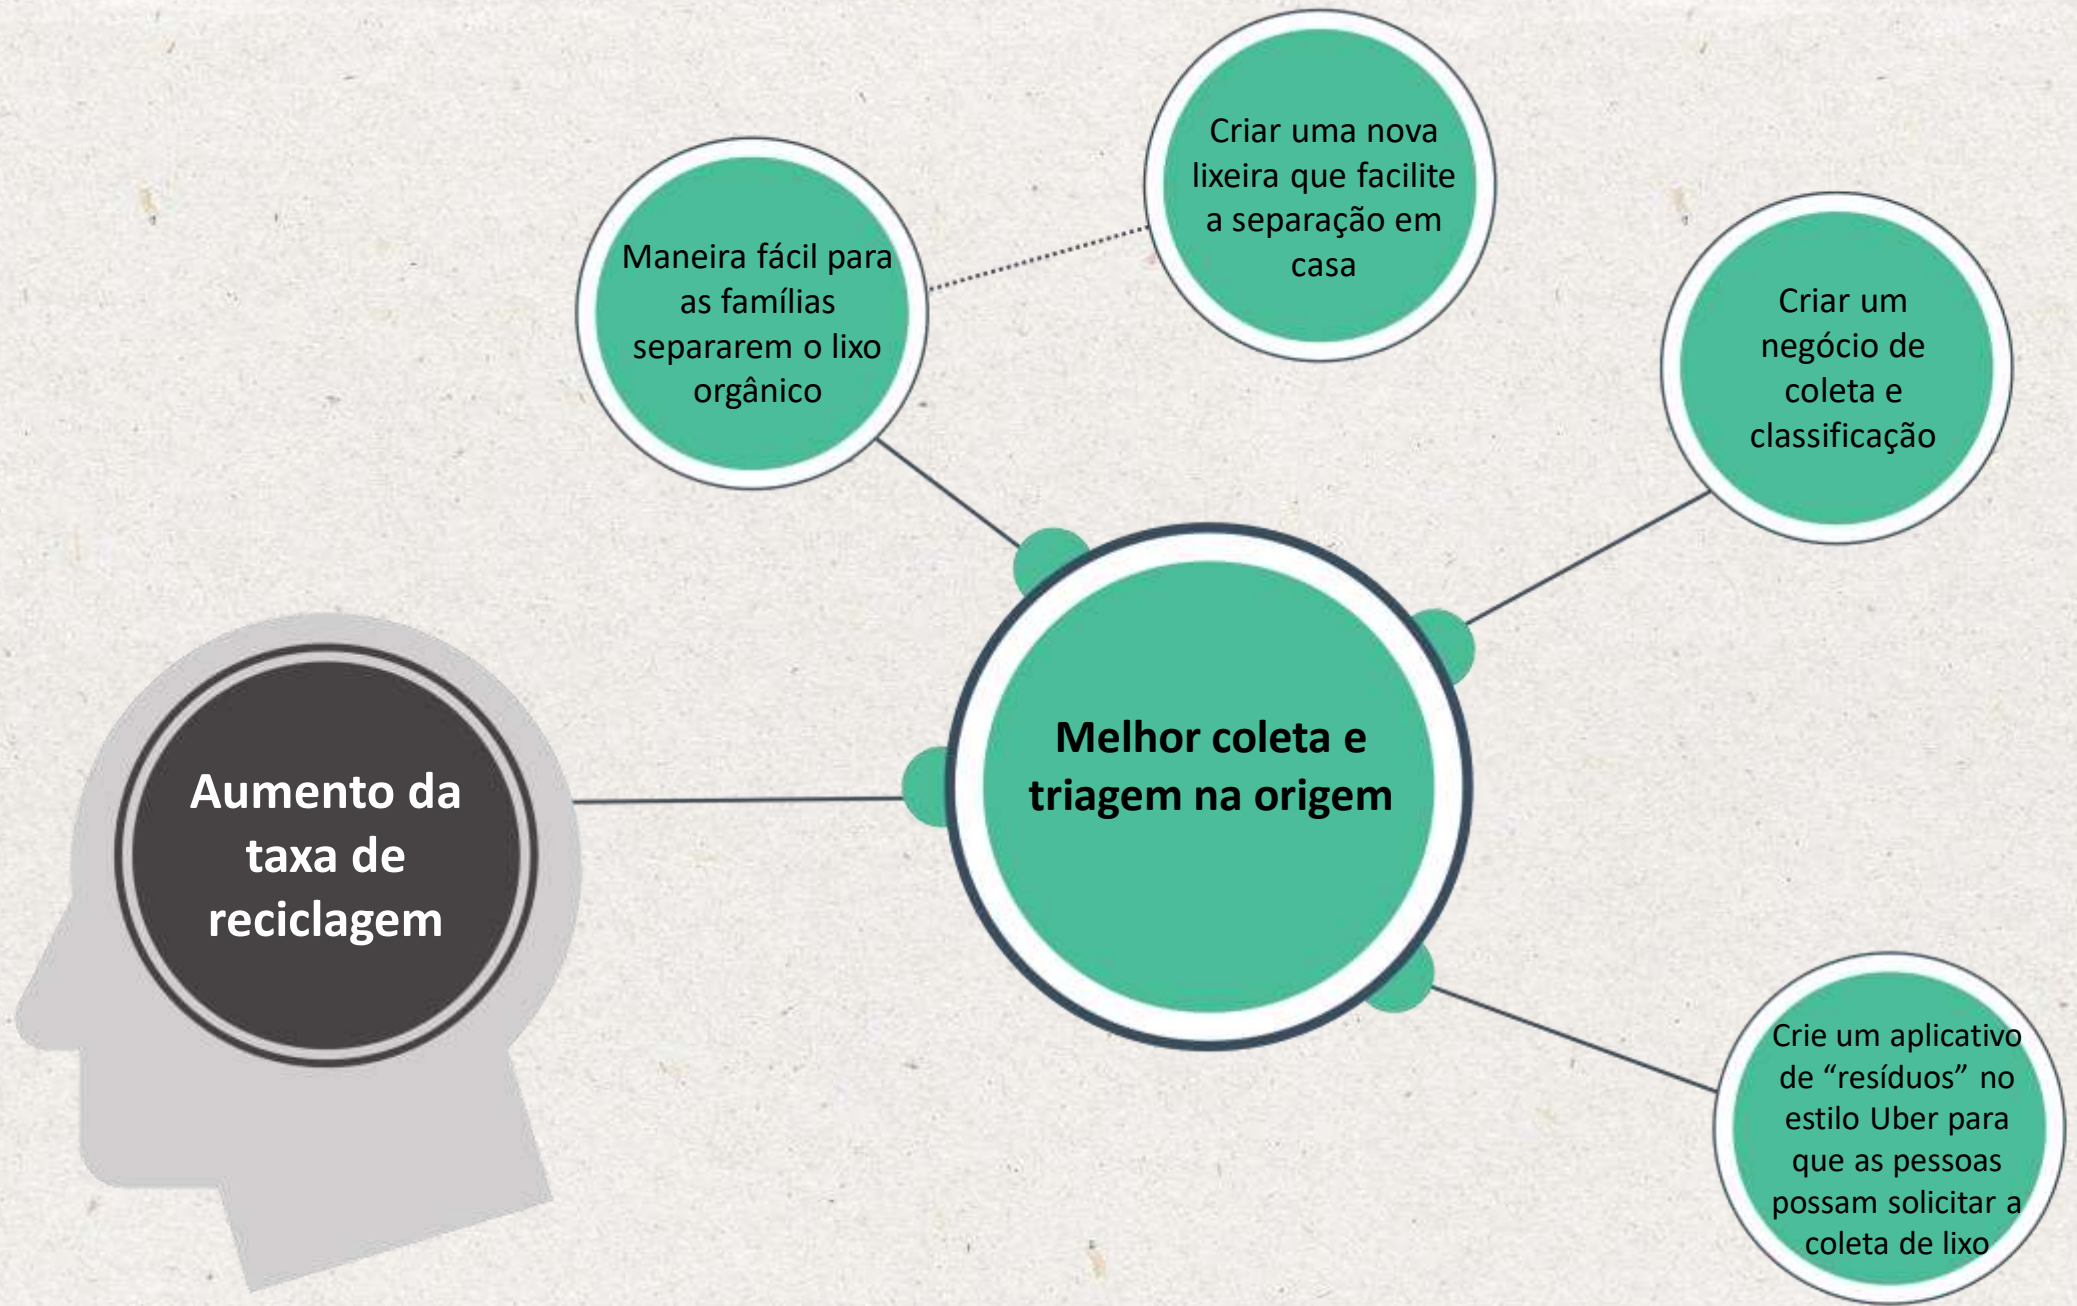 Criar uma nova
lixeira que facilite
a separação em
casa
Maneira fácil para
as famílias
separarem o lixo
orgânico
Criar um
negócio de
coleta e
classificação
Melhor coleta e
triagem na origem
Aumento da
taxa de
reciclagem
Crie um aplicativo
de “resíduos” no
estilo Uber para
que as pessoas
possam solicitar a
coleta de lixo